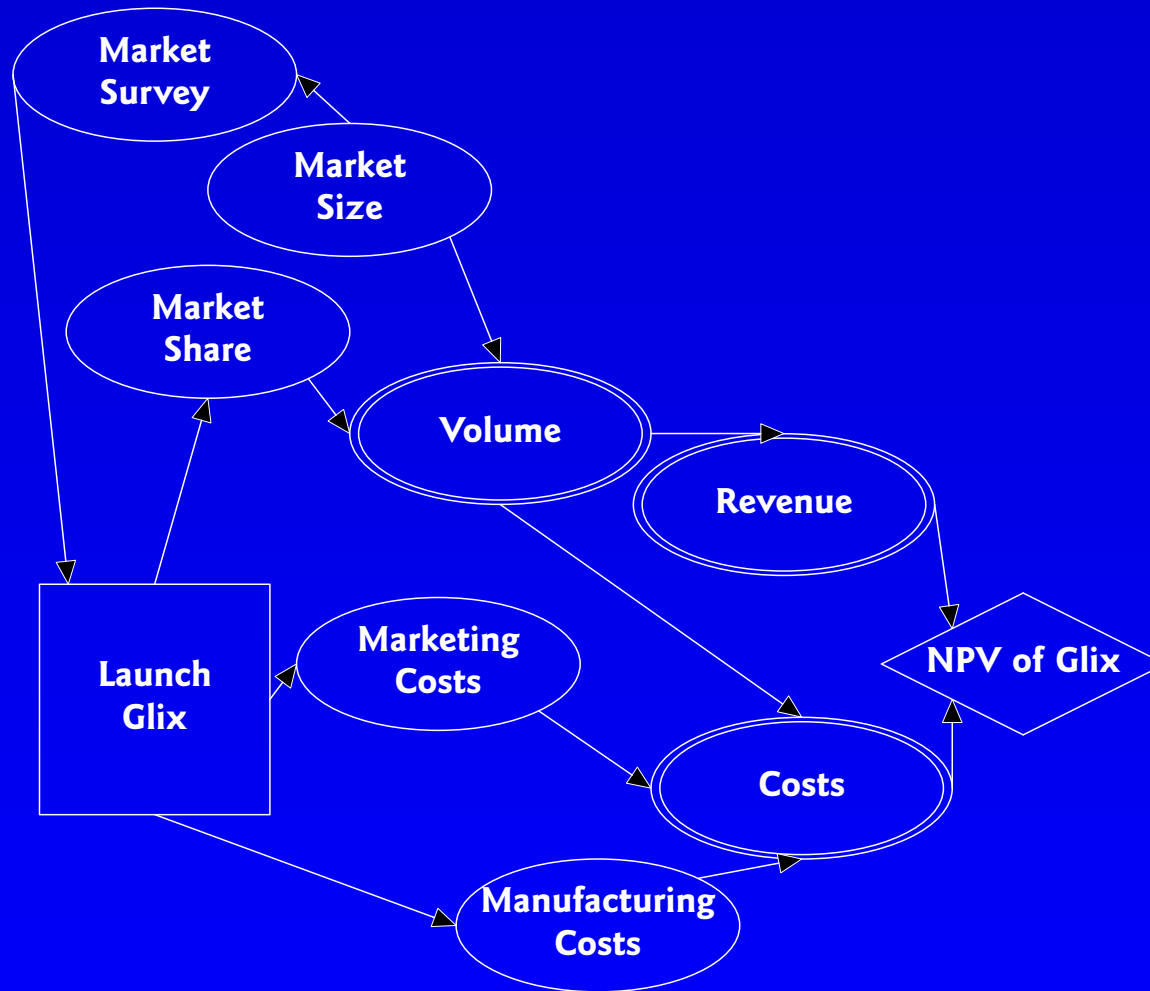 Market
Survey
Market
Size
Market
Share
Volume
Revenue
Launch
Glix
Marketing
Costs
NPV of Glix
Costs
Manufacturing
Costs